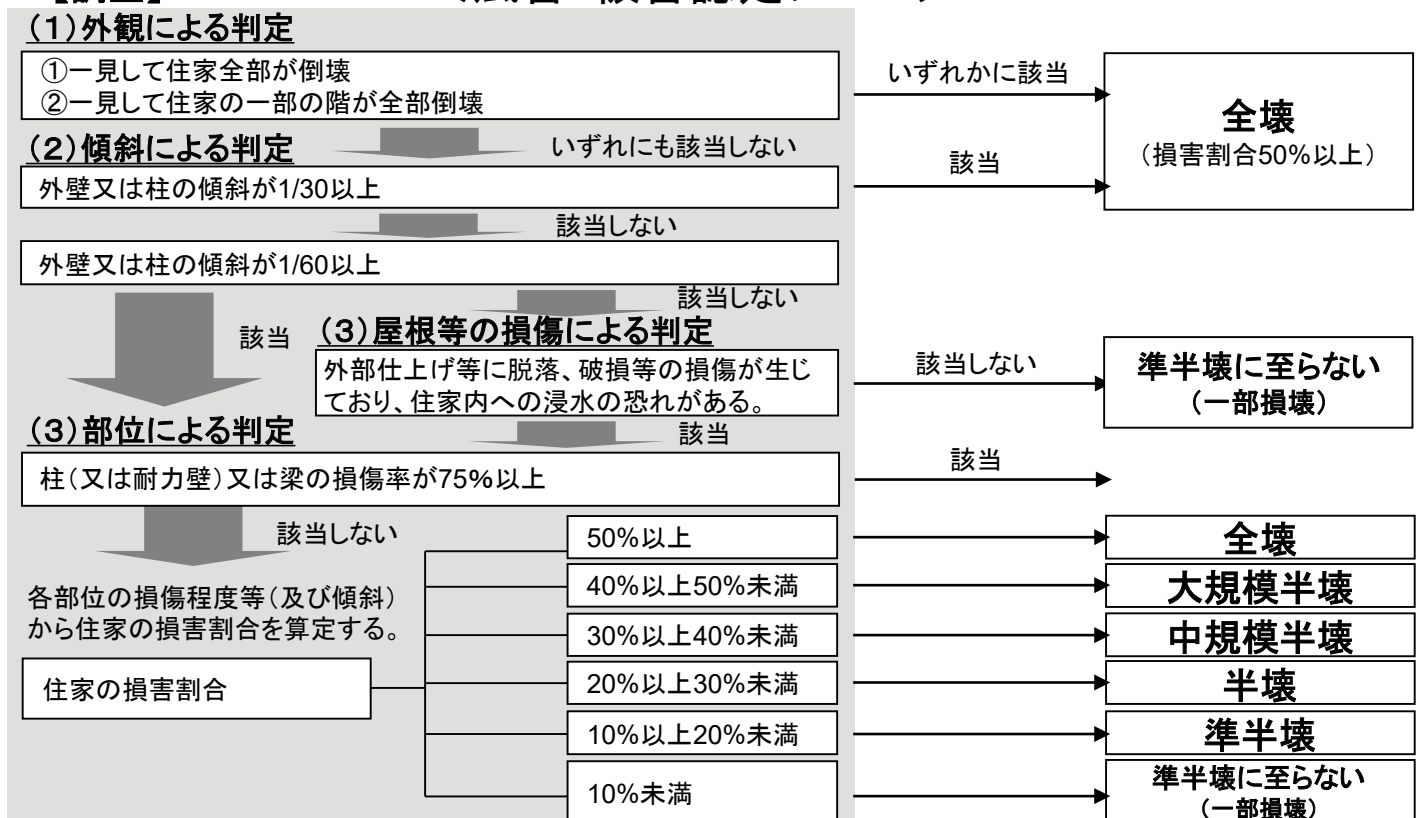 (1)外観による判定
①一見して住家全部が倒壊
②一見して住家の一部の階が全部倒壊
いずれかに該当
全壊
(損害割合50%以上)
いずれにも該当しない
(2)傾斜による判定
外壁又は柱の傾斜が1/30以上
該当
該当しない
外壁又は柱の傾斜が1/60以上
該当しない
該当
(3)屋根等の損傷による判定
外部仕上げ等に脱落、破損等の損傷が生じ
ており、住家内への浸水の恐れがある。
該当しない
準半壊に至らない
(一部損壊)
該当
(3)部位による判定
柱(又は耐力壁)又は梁の損傷率が75%以上
該当
該当しない
各部位の損傷程度等(及び傾斜)
から住家の損害割合を算定する。
住家の損害割合
50%以上
全壊
40%以上50%未満
大規模半壊
30%以上40%未満
中規模半壊
20%以上30%未満
半壊
10%以上20%未満
準半壊
10%未満
準半壊に至らない
(一部損壊)